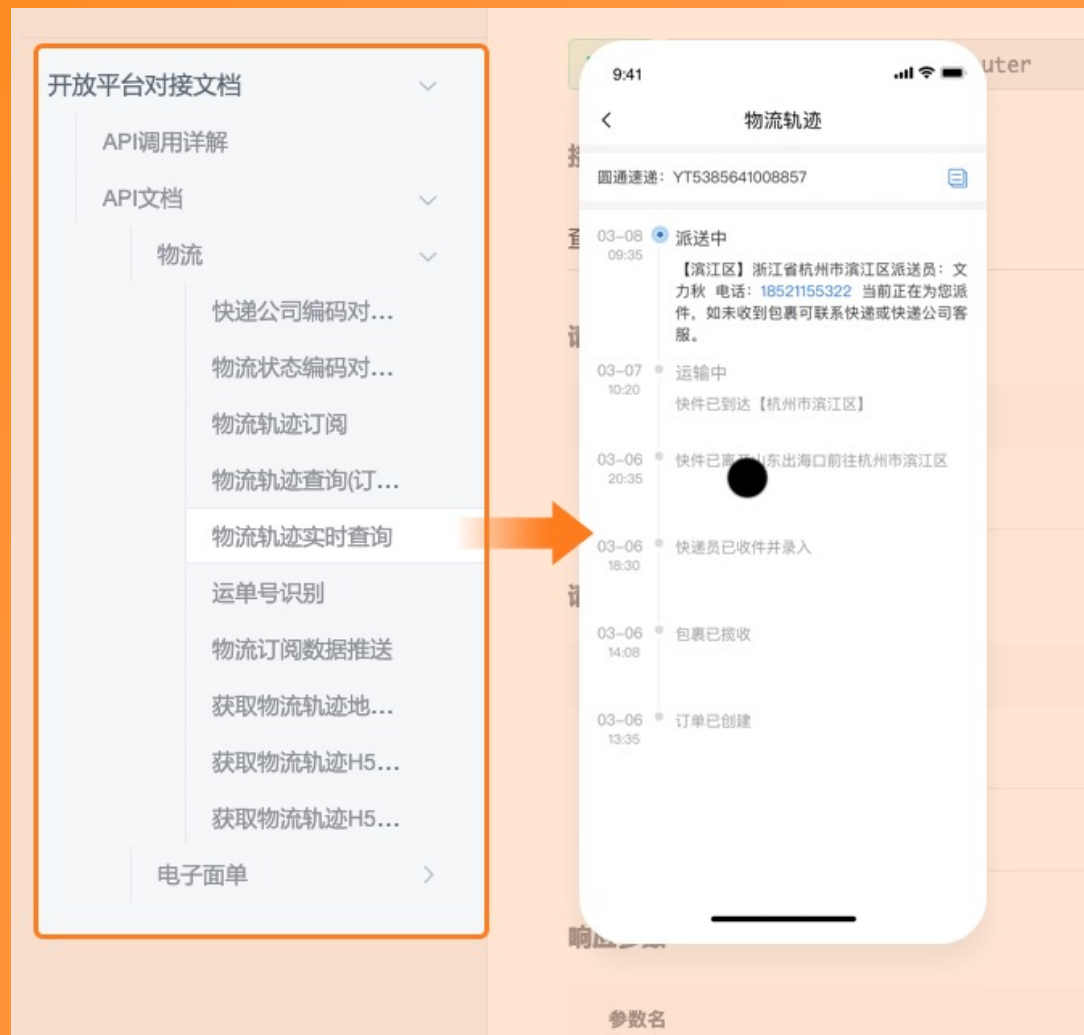 开放平台对接文档
API调用详解
API文档
物流
快递公司编码对...
物流状态编码对...
物流轨迹订阅
物流轨迹查询(订...
物流轨迹实时查询
运单号识别
物流订阅数据推送
获取物流轨迹地...
获取物流轨迹H5...
获取物流轨迹H5...
电子面单
uter
9:41
物流轨迹
圆通速递：YT5385641008857
03-08 派送中
09:35
【滨江区】浙江省杭州市滨江区派送员：文
力秋 电话：18521155322 当前正在为您派
件，如未收到包裹可联系快递或快递公司客
服。
03-07 运输中
10:20
快件已到达【杭州市滨江区】
03-06 快件已离 山东出海口前往杭州市滨江区
20:35
03-06 快递员已收件并录入
18:30
03-06 包裹已揽收
14:08
03-06 订单已创建
13:35
参数名